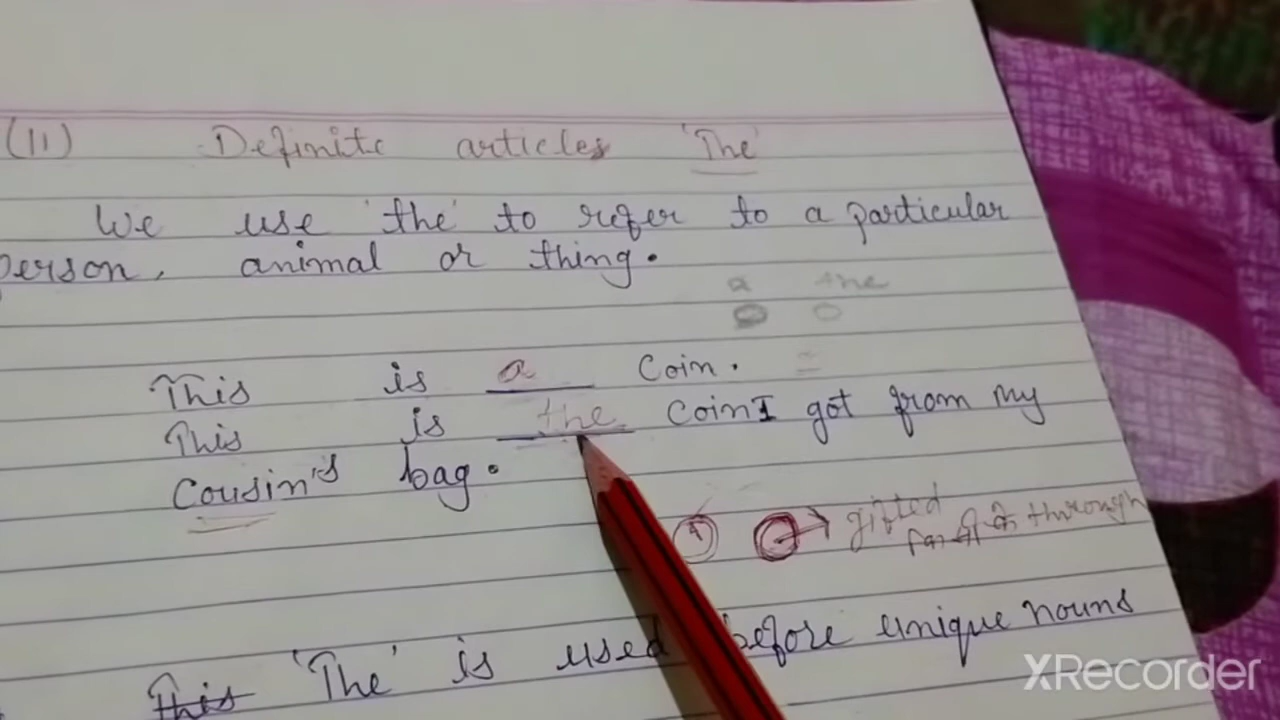 (11) Definite articles 'The'
We use 'the' to refer to a particular
person, animal or thing.
a the
This is a Coin.
This is the Coin I got from my
Cousin's bag.
gifted
through
This 'The' is used before unique nouns
XRecorder